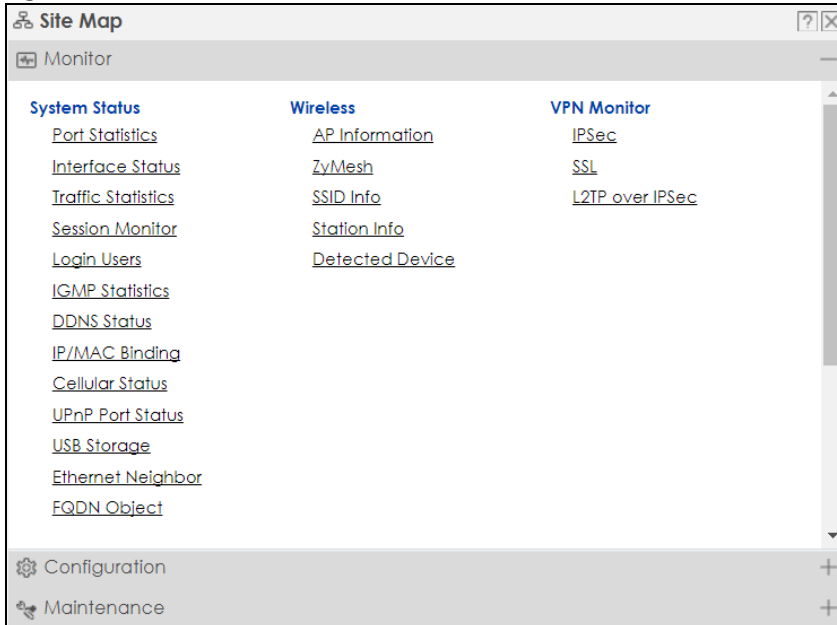 Site Map
Monitor
System Status
Port Statistics
Interface Status
Traffic Statistics
Session Monitor
Login Users
IGMP Statistics
DDNS Status
IP/MAC Binding
Cellular Status
UPnP Port Status
USB Storage
Ethernet Neighbor
FQDN Object
Wireless
AP Information
ZyMesh
SSID Info
Station Info
Detected Device
VPN Monitor
IPSec
SSL
L2TP over IPSec
Configuration
Maintenance